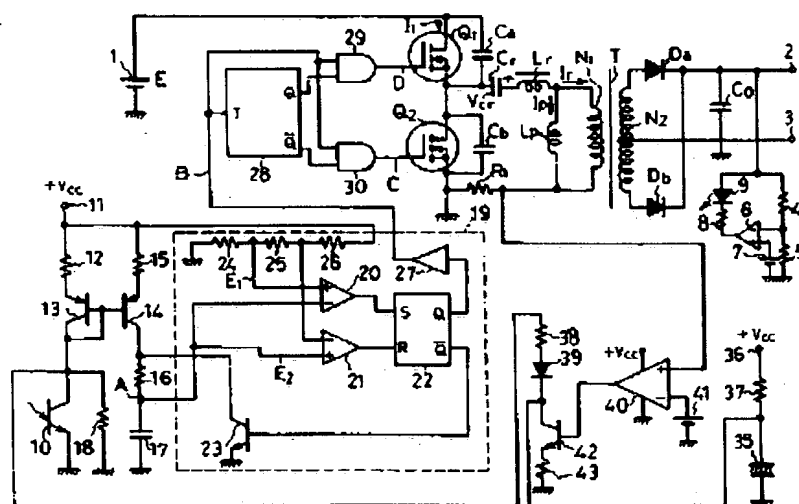 1
E
29
I₁
Q₁
Ca
Cr
Lr
Ir
N₁
T
Da
2
D
Vcr
Ip
Lp
N₂
Co
3
T
Q
Q̅
28
Q₂
Cb
30
C
Ra
Db
B
9
8
6
4
7
5
+Vcc
11
19
12
15
24
25
26
27
E₁
20
13
14
S
Q
R
Q̅
22
21
E₂
16
A
10
18
17
23
38
39
+Vcc
40
41
42
43
+Vcc
36
37
35